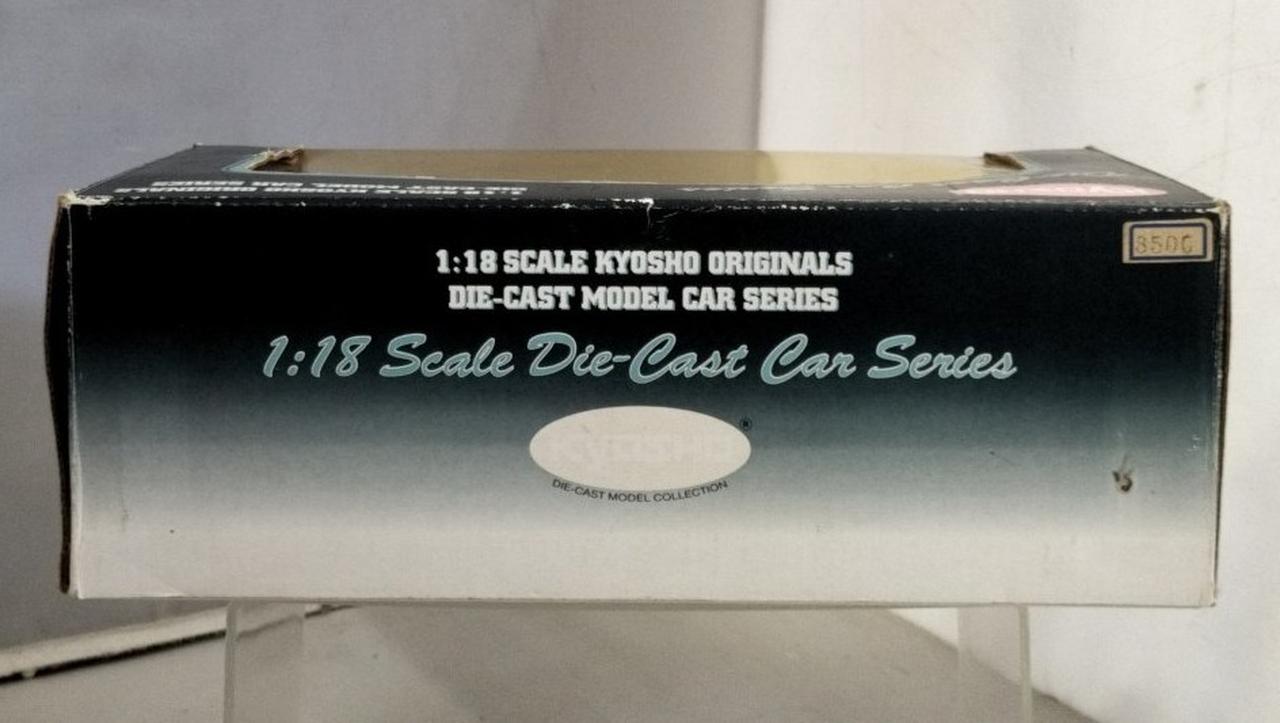 1:18 SCALE KYOSHO ORIGINALS
DIE-CAST MODEL CAR SERIES
1:18 Scale Die-Cast Car Series
KYOSHO ®
DIE-CAST MODEL COLLECTION